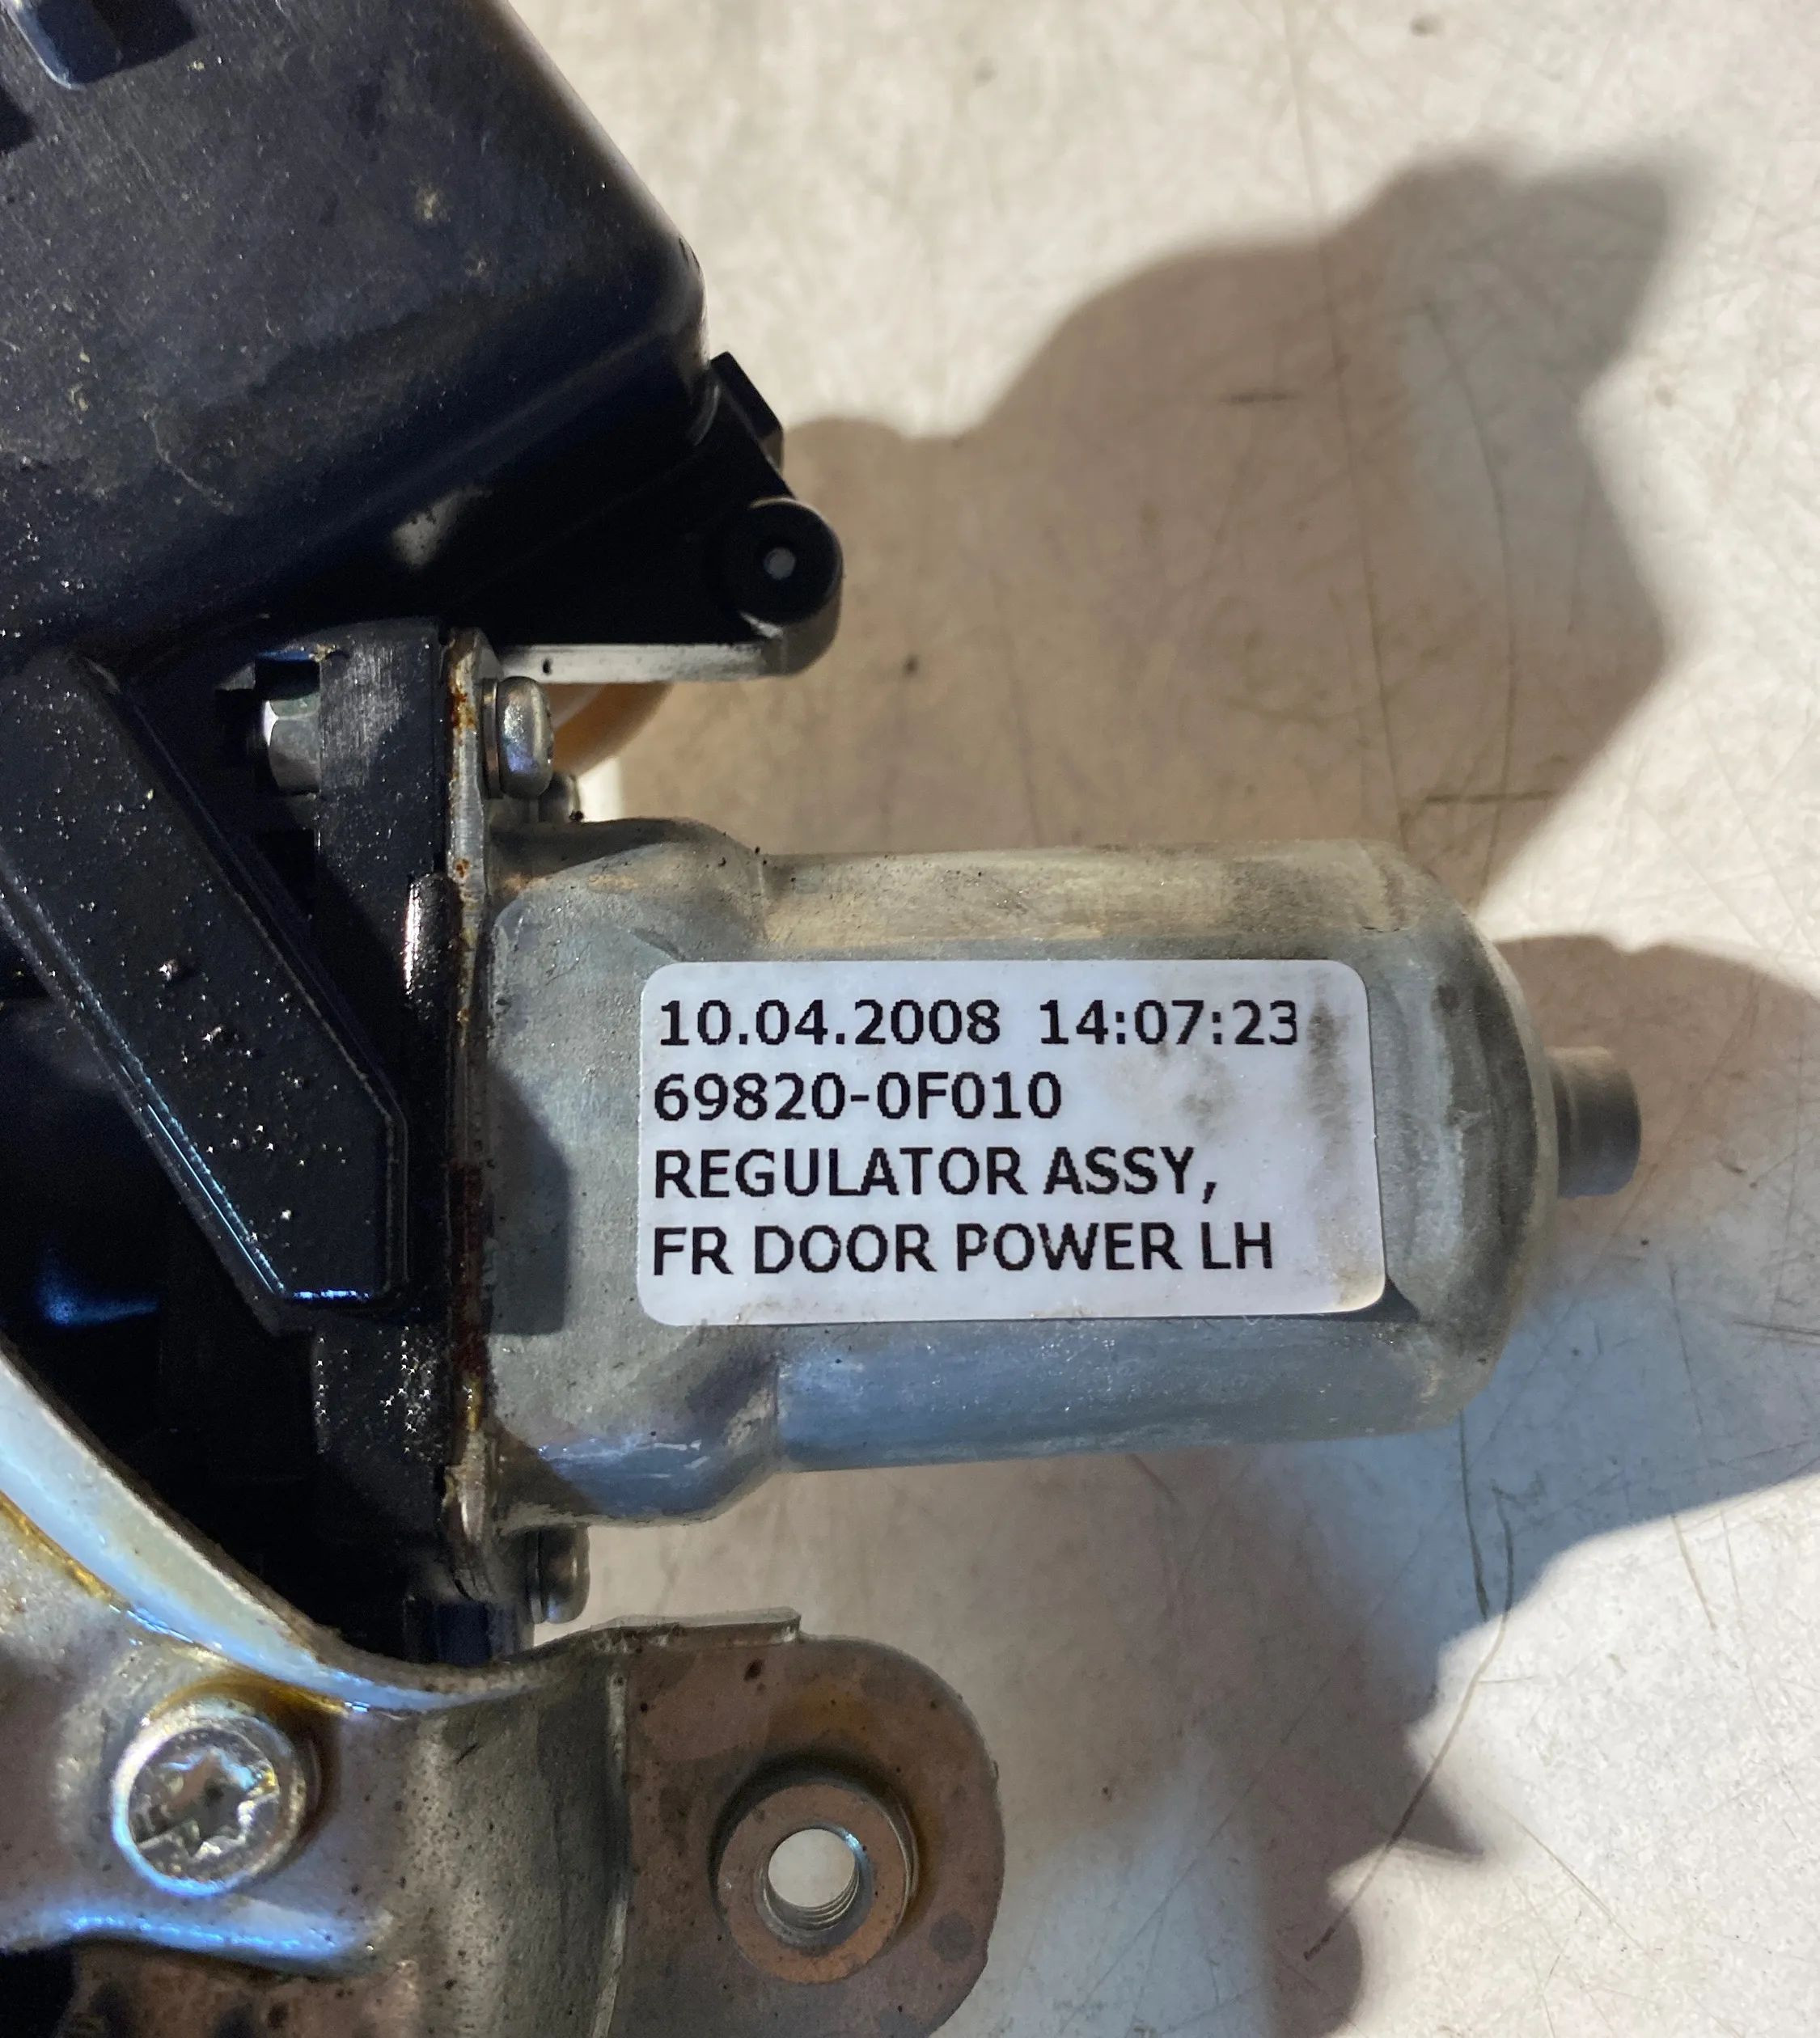 10.04.2008 14:07:23
69820-0F010
REGULATOR ASSY,
FR DOOR POWER LH